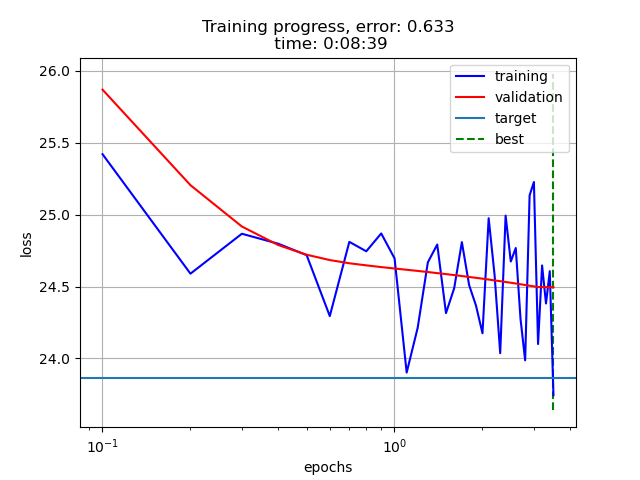 Training progress, error: 0.633
time: 0:08:39
26.0
25.5
25.0
24.5
24.0
loss
training
validation
target
best
10⁻¹
10⁰
epochs